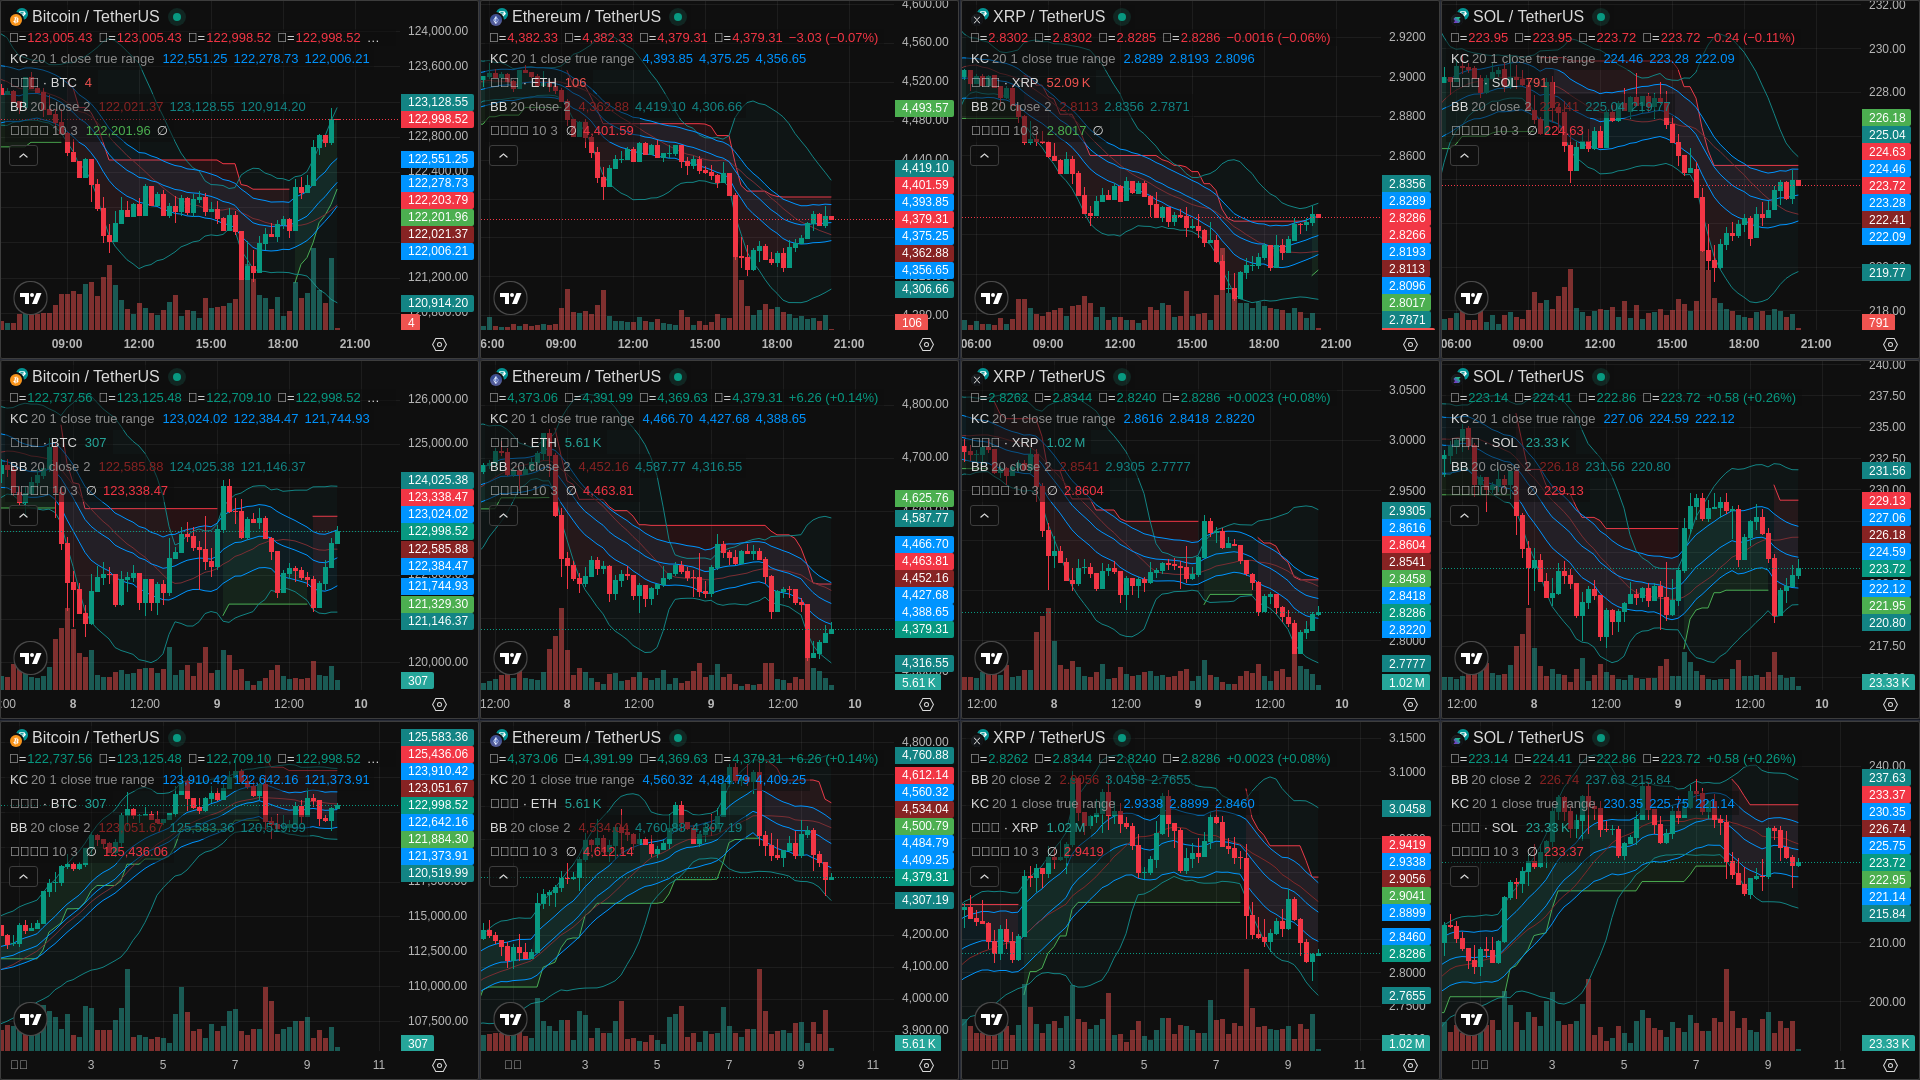 Bitcoin / TetherUS
=123,005.43 =123,005.43 =122,998.52 =122,998.52 ...
KC 20 1 close true range 122,551.25 122,278.73 122,006.21
· BTC 4
BB 20 close 2 122,021.37 123,128.55 120,914.20
10 3 122,201.96 ∅
124,000.00
123,600.00
123,128.55
122,998.52
122,800.00
122,551.25
122,400.00
122,278.73
122,203.79
122,201.96
122,021.37
122,006.21
121,200.00
120,914.20
120,800.00
4
09:00 12:00 15:00 18:00 21:00
Ethereum / TetherUS
=4,382.33 =4,382.33 =4,379.31 =4,379.31 −3.03 (−0.07%)
KC 20 1 close true range 4,393.85 4,375.25 4,356.65
· ETH 106
BB 20 close 2 4,362.88 4,419.10 4,306.66
10 3 ∅ 4,401.59
4,600.00
4,560.00
4,520.00
4,493.57
4,480.00
4,440.00
4,419.10
4,401.59
4,393.85
4,379.31
4,375.25
4,362.88
4,356.65
4,306.66
4,280.00
106
06:00 09:00 12:00 15:00 18:00 21:00
XRP / TetherUS
=2.8302 =2.8302 =2.8285 =2.8286 −0.0016 (−0.06%)
KC 20 1 close true range 2.8289 2.8193 2.8096
· XRP 52.09 K
BB 20 close 2 2.8113 2.8356 2.7871
10 3 2.8017 ∅
2.9200
2.9000
2.8800
2.8600
2.8356
2.8289
2.8286
2.8266
2.8193
2.8113
2.8096
2.8017
2.7871
06:00 09:00 12:00 15:00 18:00 21:00
SOL / TetherUS
=223.95 =223.95 =223.72 =223.72 −0.24 (−0.11%)
KC 20 1 close true range 224.46 223.28 222.09
· SOL 791
BB 20 close 2 222.41 225.04 219.77
10 3 ∅ 224.63
232.00
230.00
228.00
226.18
225.04
224.63
224.46
223.72
223.28
222.41
222.09
219.77
218.00
791
06:00 09:00 12:00 15:00 18:00 21:00
Bitcoin / TetherUS
=122,737.56 =123,125.48 =122,709.10 =122,998.52 ...
KC 20 1 close true range 123,024.02 122,384.47 121,744.93
· BTC 307
BB 20 close 2 122,585.88 124,025.38 121,146.37
10 3 ∅ 123,338.47
126,000.00
125,000.00
124,025.38
123,338.47
123,024.02
122,998.52
122,585.88
122,384.47
121,744.93
121,329.30
121,146.37
120,000.00
307
:00 8 12:00 9 12:00 10
Ethereum / TetherUS
=4,373.06 =4,391.99 =4,369.63 =4,379.31 +6.26 (+0.14%)
KC 20 1 close true range 4,466.70 4,427.68 4,388.65
· ETH 5.61 K
BB 20 close 2 4,452.16 4,587.77 4,316.55
10 3 ∅ 4,463.81
4,800.00
4,700.00
4,625.76
4,587.77
4,466.70
4,463.81
4,452.16
4,427.68
4,388.65
4,379.31
4,316.55
5.61 K
12:00 8 12:00 9 12:00 10
XRP / TetherUS
=2.8262 =2.8344 =2.8240 =2.8286 +0.0023 (+0.08%)
KC 20 1 close true range 2.8616 2.8418 2.8220
· XRP 1.02 M
BB 20 close 2 2.8541 2.9305 2.7777
10 3 ∅ 2.8604
3.0500
3.0000
2.9500
2.9305
2.8616
2.8604
2.8541
2.8458
2.8418
2.8286
2.8220
2.8000
2.7777
1.02 M
12:00 8 12:00 9 12:00 10
SOL / TetherUS
=223.14 =224.41 =222.86 =223.72 +0.58 (+0.26%)
KC 20 1 close true range 227.06 224.59 222.12
· SOL 23.33 K
BB 20 close 2 226.18 231.56 220.80
10 3 ∅ 229.13
240.00
237.50
235.00
232.50
231.56
230.00
229.13
227.06
226.18
224.59
223.72
222.12
221.95
220.80
217.50
23.33 K
12:00 8 12:00 9 12:00 10
Bitcoin / TetherUS
=122,737.56 =123,125.48 =122,709.10 =122,998.52 ...
KC 20 1 close true range 123,910.42 122,642.16 121,373.91
· BTC 307
BB 20 close 2 123,051.67 125,583.36 120,519.99
10 3 ∅ 125,436.06
125,583.36
125,436.06
123,910.42
123,051.67
122,998.52
122,642.16
121,884.30
121,373.91
120,519.99
117,500.00
115,000.00
112,500.00
110,000.00
107,500.00
307
3 5 7 9 11
Ethereum / TetherUS
=4,373.06 =4,391.99 =4,369.63 =4,379.31 +6.26 (+0.14%)
KC 20 1 close true range 4,560.32 4,484.79 4,409.25
· ETH 5.61 K
BB 20 close 2 4,534.04 4,760.88 4,307.19
10 3 ∅ 4,612.14
4,800.00
4,760.88
4,612.14
4,560.32
4,534.04
4,500.79
4,484.79
4,409.25
4,379.31
4,307.19
4,200.00
4,100.00
4,000.00
3,900.00
5.61 K
3 5 7 9 11
XRP / TetherUS
=2.8262 =2.8344 =2.8240 =2.8286 +0.0023 (+0.08%)
BB 20 close 2 2.9056 3.0458 2.7655
KC 20 1 close true range 2.9338 2.8899 2.8460
· XRP 1.02 M
10 3 ∅ 2.9419
3.1500
3.1000
3.0458
2.9419
2.9338
2.9056
2.9041
2.8899
2.8460
2.8286
2.8000
2.7655
2.7500
1.02 M
3 5 7 9 11
SOL / TetherUS
=223.14 =224.41 =222.86 =223.72 +0.58 (+0.26%)
BB 20 close 2 226.74 237.63 215.84
KC 20 1 close true range 230.35 225.75 221.14
· SOL 23.33 K
10 3 ∅ 233.37
240.00
237.63
233.37
230.35
226.74
225.75
223.72
222.95
221.14
215.84
210.00
200.00
23.33 K
3 5 7 9 11